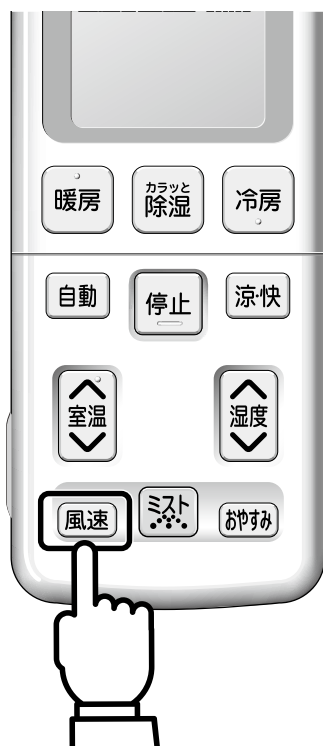 暖房
カラッと
除湿
冷房
自動
停止
涼快
室温
湿度
風速
ミスト
おやすみ